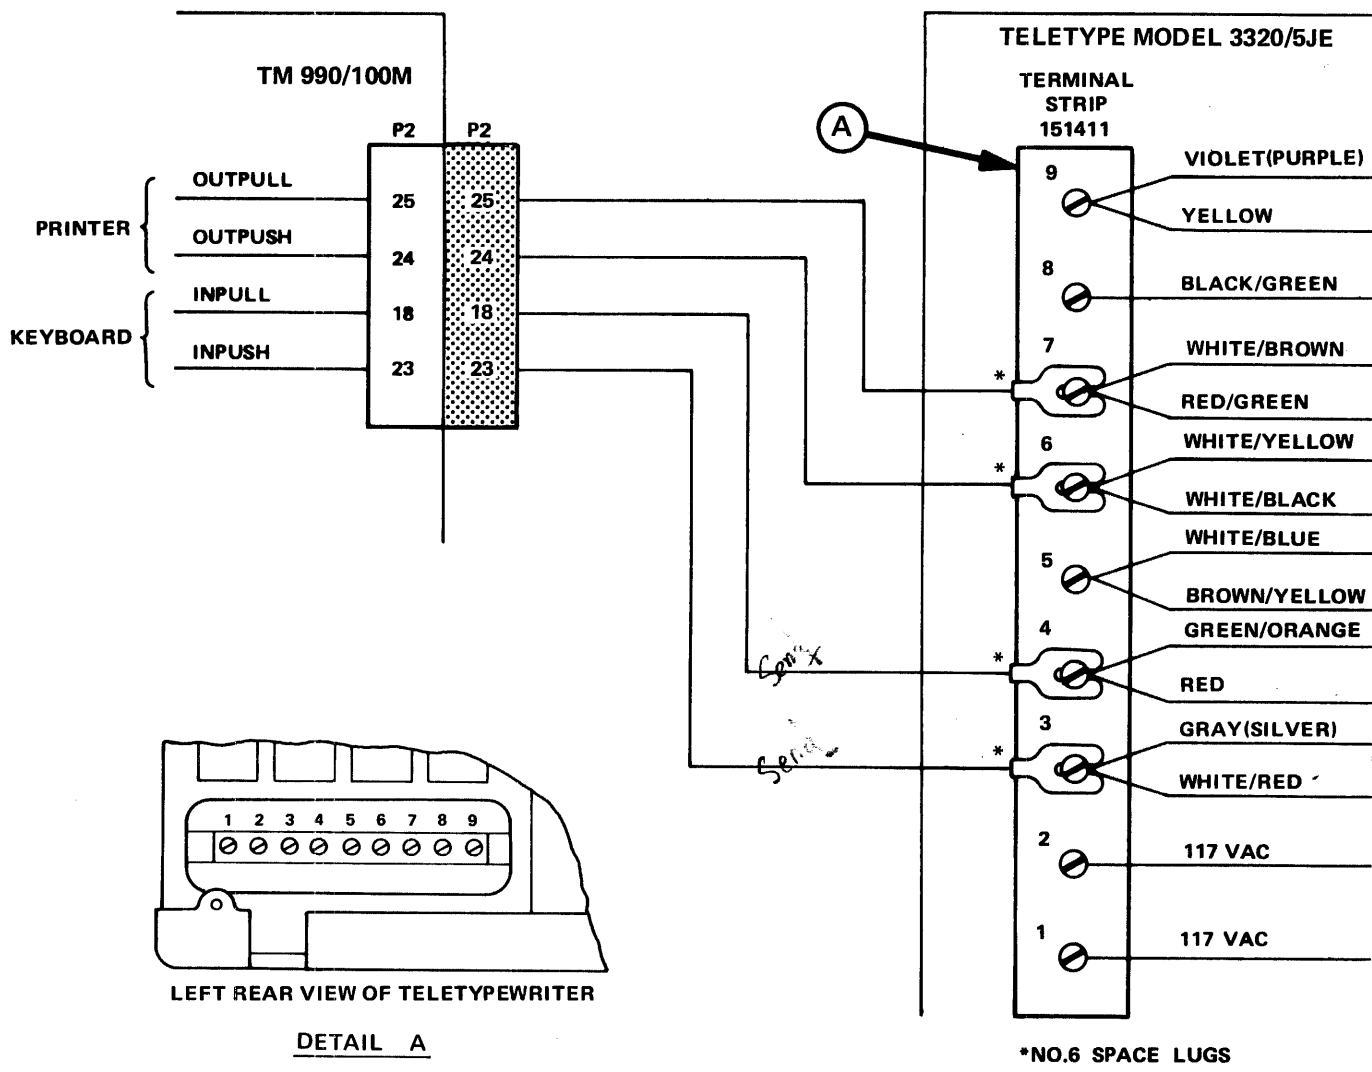 TELETYPE MODEL 3320/5JE
TM 990/100M
TERMINAL
STRIP
151411
A
P2 P2
PRINTER
OUTPULL 25 25
OUTPUSH 24 24
KEYBOARD
INPULL 18 18
INPUSH 23 23
9 VIOLET(PURPLE)
YELLOW
8 BLACK/GREEN
7 WHITE/BROWN
* RED/GREEN
6 WHITE/YELLOW
* WHITE/BLACK
5 WHITE/BLUE
BROWN/YELLOW
4 GREEN/ORANGE
* RED
3 GRAY(SILVER)
* WHITE/RED
2 117 VAC
1 117 VAC
1 2 3 4 5 6 7 8 9
LEFT REAR VIEW OF TELETYPEWRITER
DETAIL A
*NO.6 SPACE LUGS